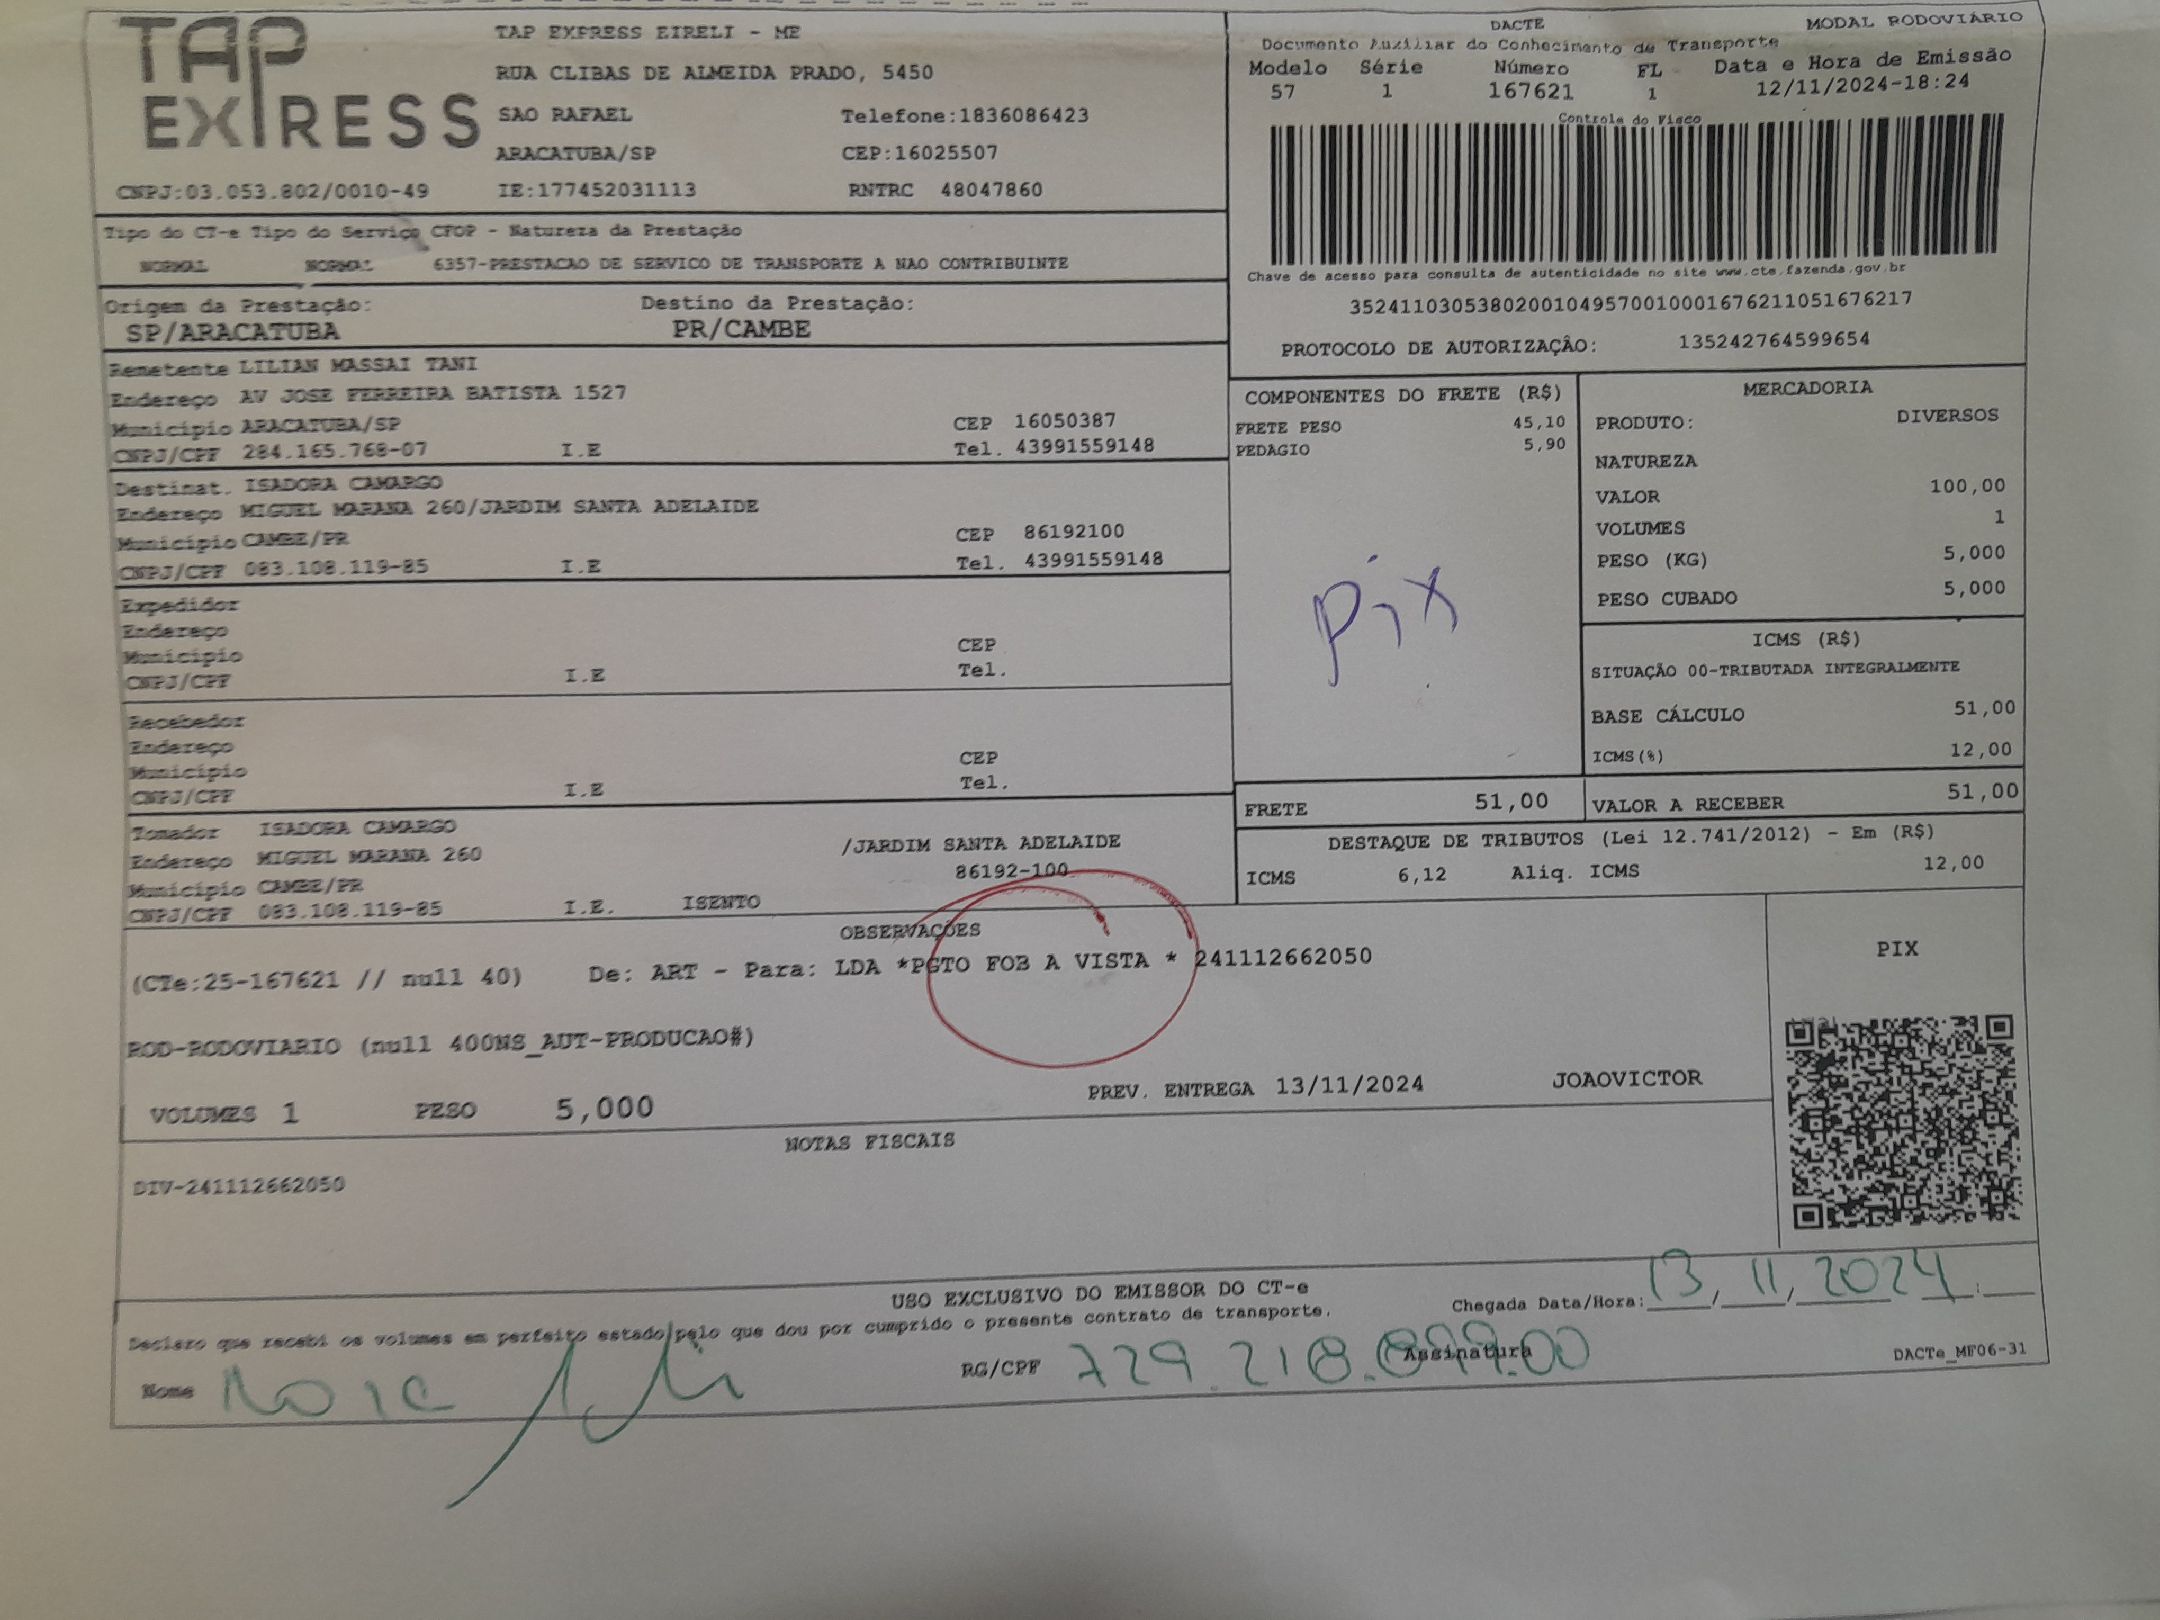 TAP EXPRESS
TAP EXPRESS EIRELI - ME
RUA CLIBAS DE ALMEIDA PRADO, 5450
SAO RAFAEL Telefone:1836086423
ARACATUBA/SP CEP:16025507
CNPJ:03.053.802/0010-49 IE:177452031113 RNTRC 48047860
DACTE MODAL RODOVIÁRIO
Documento Auxiliar do Conhecimento de Transporte
Modelo Série Número FL Data e Hora de Emissão
57 1 167621 1 12/11/2024-18:24
Controle do Fisco
Chave de acesso para consulta de autenticidade no site www.cte.fazenda.gov.br
35241103053802001049570010001676211051676217
PROTOCOLO DE AUTORIZAÇÃO: 135242764599654
Tipo do CT-e Tipo do Serviço CFOP - Natureza da Prestação
NORMAL NORMAL 6357-PRESTACAO DE SERVICO DE TRANSPORTE A NAO CONTRIBUINTE
Origem da Prestação: Destino da Prestação:
SP/ARACATUBA PR/CAMBE
Remetente LILIAN MASSAI TANI
Endereço AV JOSE FERREIRA BATISTA 1527
Município ARACATUBA/SP CEP 16050387
CNPJ/CPF 284.165.768-07 I.E Tel. 43991559148
Destinat. ISADORA CAMARGO
Endereço MIGUEL MARANA 260/JARDIM SANTA ADELAIDE
Município CAMBE/PR CEP 86192100
CNPJ/CPF 083.108.119-85 I.E Tel. 43991559148
Expedidor
Endereço
Município CEP
CNPJ/CPF I.E Tel.
Recebedor
Endereço
Município CEP
CNPJ/CPF I.E Tel.
Tomador ISADORA CAMARGO
Endereço MIGUEL MARANA 260 /JARDIM SANTA ADELAIDE
Município CAMBE/PR 86192-100
CNPJ/CPF 083.108.119-85 I.E. ISENTO
COMPONENTES DO FRETE (R$)
FRETE PESO 45,10
PEDAGIO 5,90
Pix
FRETE 51,00
MERCADORIA
PRODUTO: DIVERSOS
NATUREZA
VALOR 100,00
VOLUMES 1
PESO (KG) 5,000
PESO CUBADO 5,000
ICMS (R$)
SITUAÇÃO 00-TRIBUTADA INTEGRALMENTE
BASE CÁLCULO 51,00
ICMS(%) 12,00
VALOR A RECEBER 51,00
DESTAQUE DE TRIBUTOS (Lei 12.741/2012) - Em (R$)
ICMS 6,12 Aliq. ICMS 12,00
OBSERVAÇÕES
(CTe:25-167621 // null 40) De: ART - Para: LDA *PGTO FOB A VISTA * 241112662050
ROD-RODOVIARIO (null 400NS_AUT-PRODUCAO#)
PREV. ENTREGA 13/11/2024 JOAOVICTOR
VOLUMES 1 PESO 5,000
PIX
NOTAS FISCAIS
DIV-241112662050
USO EXCLUSIVO DO EMISSOR DO CT-e
Declaro que recebi os volumes em perfeito estado pelo que dou por cumprido o presente contrato de transporte.
Chegada Data/Hora: 13/11/2024 :
Nome RG/CPF 729.218.899.00 Assinatura
DACTe_MF06-31